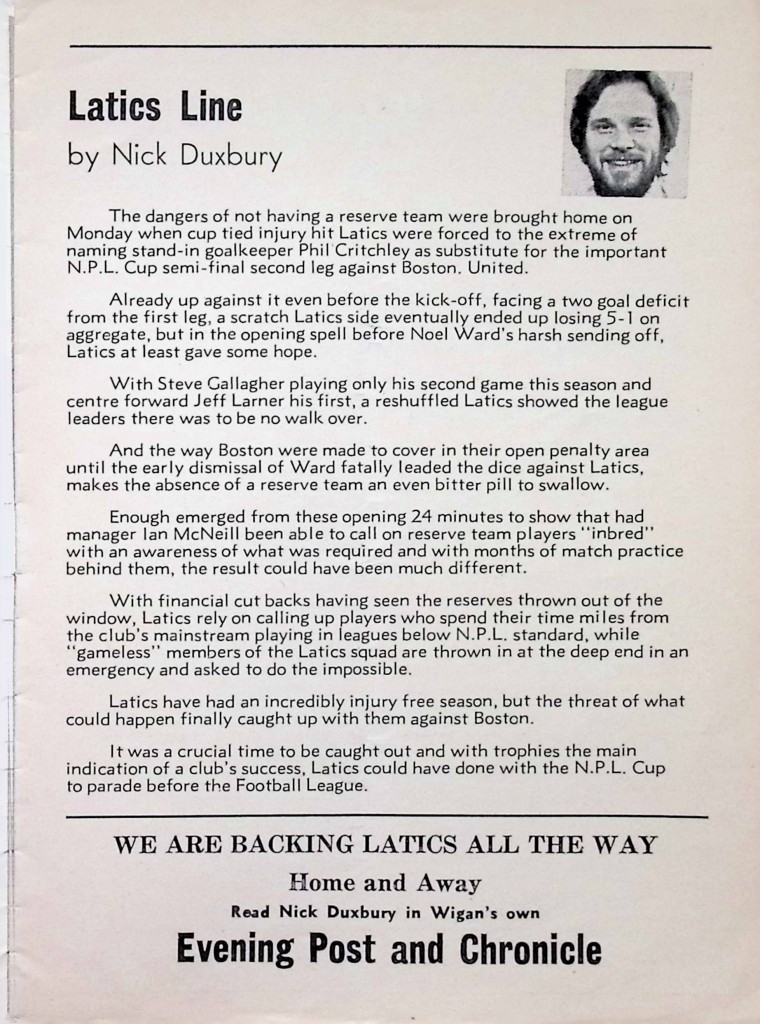 Latics Line
by Nick Duxbury
The dangers of not having a reserve team were brought home on
Monday when cup tied injury hit Latics were forced to the extreme of
naming stand-in goalkeeper Phil Critchley as substitute for the important
N.P.L. Cup semi-final second leg against Boston. United.
Already up against it even before the kick-off, facing a two goal deficit
from the first leg, a scratch Latics side eventually ended up losing 5-1 on
aggregate, but in the opening spell before Noel Ward's harsh sending off,
Latics at least gave some hope.
With Steve Gallagher playing only his second game this season and
centre forward Jeff Larner his first, a reshuffled Latics showed the league
leaders there was to be no walk over.
And the way Boston were made to cover in their open penalty area
until the early dismissal of Ward fatally leaded the dice against Latics,
makes the absence of a reserve team an even bitter pill to swallow.
Enough emerged from these opening 24 minutes to show that had
manager Ian McNeill been able to call on reserve team players "inbred"
with an awareness of what was required and with months of match practice
behind them, the result could have been much different.
With financial cut backs having seen the reserves thrown out of the
window, Latics rely on calling up players who spend their time miles from
the club's mainstream playing in leagues below N.P.L. standard, while
"gameless" members of the Latics squad are thrown in at the deep end in an
emergency and asked to do the impossible.
Latics have had an incredibly injury free season, but the threat of what
could happen finally caught up with them against Boston.
It was a crucial time to be caught out and with trophies the main
indication of a club's success, Latics could have done with the N.P.L. Cup
to parade before the Football League.
WE ARE BACKING LATICS ALL THE WAY
Home and Away
Read Nick Duxbury in Wigan's own
Evening Post and Chronicle